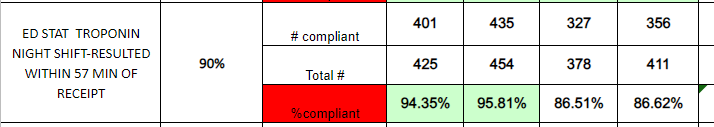 ED STAT TROPONIN
NIGHT SHIFT-RESULTED
WITHIN 57 MIN OF
RECEIPT
90%
# compliant 401 435 327 356
Total # 425 454 378 411
%compliant 94.35% 95.81% 86.51% 86.62%